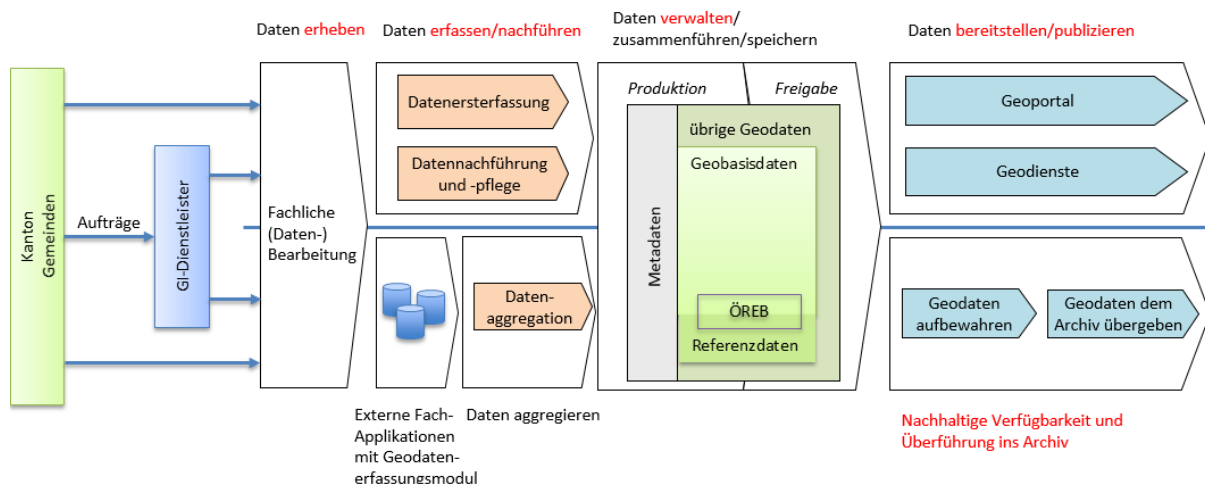 Daten erheben
Daten erfassen/nachführen
Daten verwalten/
zusammenführen/speichern
Daten bereitstellen/publizieren
Kanton
Gemeinden
Aufträge
GI-Dienstleister
Fachliche
(Daten-)
Bearbeitung
Datenersterfassung
Datennachführung
und -pflege
Daten-
aggregation
Externe Fach-
Applikationen
mit Geodaten-
erfassungsmodul
Daten aggregieren
Produktion
Freigabe
Metadaten
übrige Geodaten
Geobasisdaten
ÖREB
Referenzdaten
Geoportal
Geodienste
Geodaten
aufbewahren
Geodaten dem
Archiv übergeben
Nachhaltige Verfügbarkeit und
Überführung ins Archiv